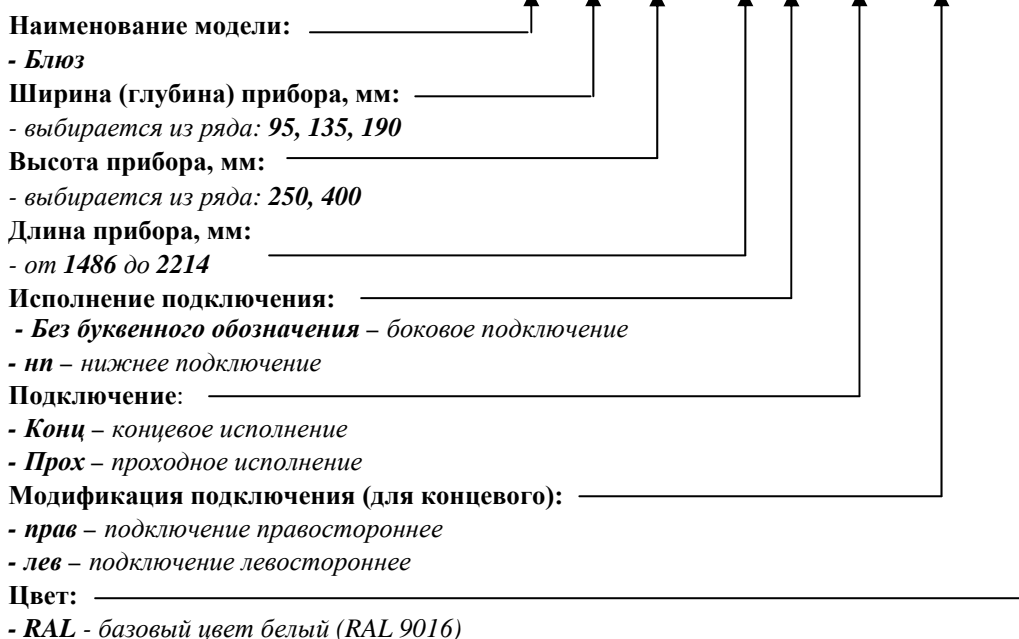 Наименование модели:
- Блюз
Ширина (глубина) прибора, мм:
- выбирается из ряда: 95, 135, 190
Высота прибора, мм:
- выбирается из ряда: 250, 400
Длина прибора, мм:
- от 1486 до 2214
Исполнение подключения:
- Без буквенного обозначения – боковое подключение
- нп – нижнее подключение
Подключение:
- Конц – концевое исполнение
- Прох – проходное исполнение
Модификация подключения (для концевого):
- прав – подключение правостороннее
- лев – подключение левостороннее
Цвет:
- RAL - базовый цвет белый (RAL 9016)